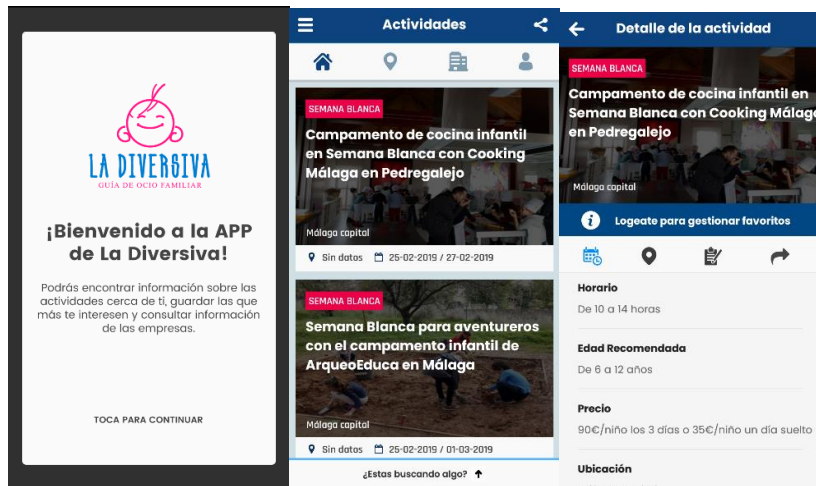 LA DIVERSIVA
GUÍA DE OCIO FAMILIAR
¡Bienvenido a la APP
de La Diversiva!
Podrás encontrar información sobre las
actividades cerca de ti, guardar las que
más te interesen y consultar información
de las empresas.
TOCA PARA CONTINUAR
Actividades
SEMANA BLANCA
Campamento de cocina infantil
en Semana Blanca con Cooking
Málaga en Pedregalejo
Málaga capital
Sin datos 25-02-2019 / 27-02-2019
SEMANA BLANCA
Semana Blanca para aventureros
con el campamento infantil de
ArqueoEduca en Málaga
Málaga capital
Sin datos 25-02-2019 / 01-03-2019
¿Estas buscando algo?
Detalle de la actividad
SEMANA BLANCA
Campamento de cocina infantil en
Semana Blanca con Cooking Málaga
en Pedregalejo
Málaga capital
Logeate para gestionar favoritos
Horario
De 10 a 14 horas
Edad Recomendada
De 6 a 12 años
Precio
90€/niño los 3 días o 35€/niño un día suelto
Ubicación